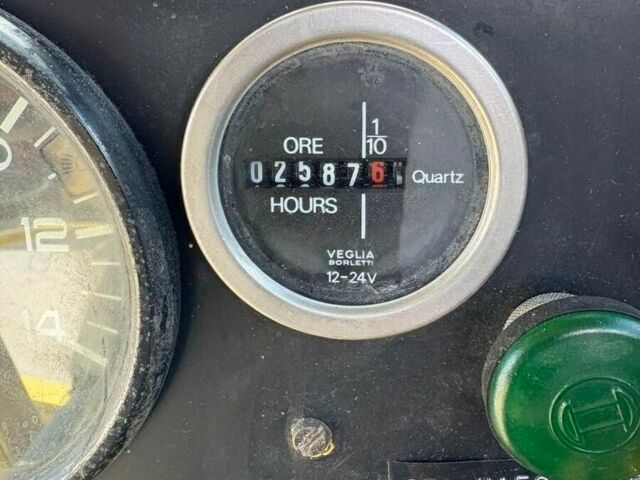 1
ORE 10
025876 Quartz
HOURS
VEGLIA
BORLETTI
12-24V
12
14